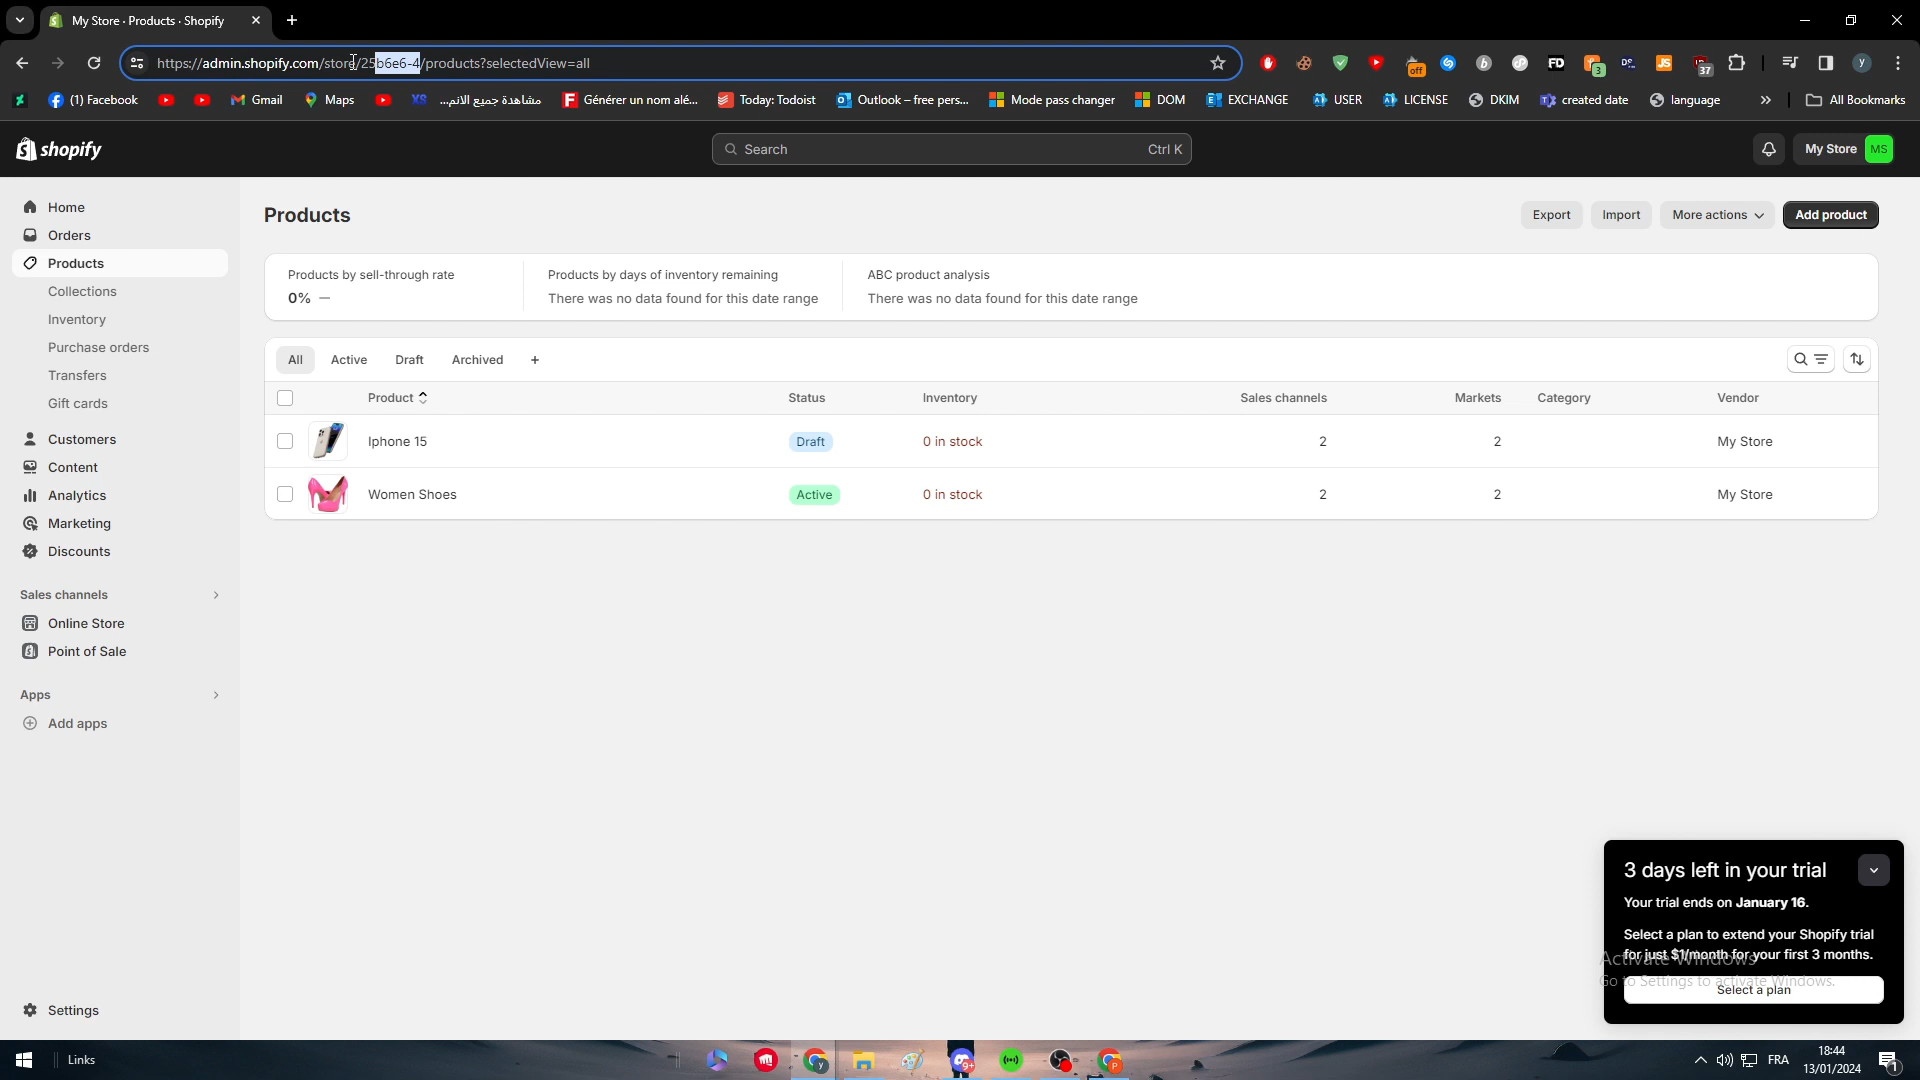 My Store · Products · Shopify
https://admin.shopify.com/store/25b6e6-4/products?selectedView=all
off
3
37
y
(1) Facebook
Gmail
Maps
مشاهدة جميع الانم...
Générer un nom alé...
Today: Todoist
Outlook – free pers...
Mode pass changer
DOM
EXCHANGE
USER
LICENSE
DKIM
created date
language
All Bookmarks
shopify
Search
Ctrl K
My Store
MS
Home
Orders
Products
Collections
Inventory
Purchase orders
Transfers
Gift cards
Customers
Content
Analytics
Marketing
Discounts
Sales channels
Online Store
Point of Sale
Apps
Add apps
Settings
Products
Export
Import
More actions
Add product
Products by sell-through rate
0% —
Products by days of inventory remaining
There was no data found for this date range
ABC product analysis
There was no data found for this date range
All
Active
Draft
Archived
+
Product
Status
Inventory
Sales channels
Markets
Category
Vendor
Iphone 15
Draft
0 in stock
2
2
My Store
Women Shoes
Active
0 in stock
2
2
My Store
3 days left in your trial
Your trial ends on January 16.
Select a plan to extend your Shopify trial
for just $1/month for your first 3 months.
Select a plan
Activate Windows
Go to Settings to activate Windows.
Links
FRA
18:44
13/01/2024
1